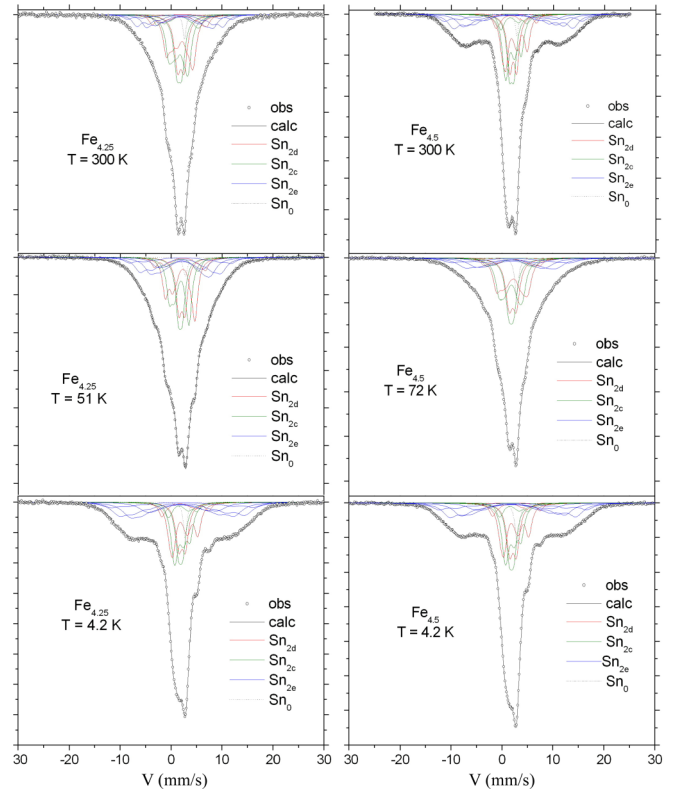 Fe4.25
T = 300 K
obs
calc
Sn2d
Sn2c
Sn2e
Sn0
Fe4.5
T = 300 K
obs
calc
Sn2d
Sn2c
Sn2e
Sn0
Fe4.25
T = 51 K
obs
calc
Sn2d
Sn2c
Sn2e
Sn0
Fe4.5
T = 72 K
obs
calc
Sn2d
Sn2c
Sn2e
Sn0
Fe4.25
T = 4.2 K
obs
calc
Sn2d
Sn2c
Sn2e
Sn0
Fe4.5
T = 4.2 K
obs
calc
Sn2d
Sn2c
Sn2e
Sn0
-30 -20 -10 0 10 20 30
-20 -10 0 10 20 30
V (mm/s)
V (mm/s)